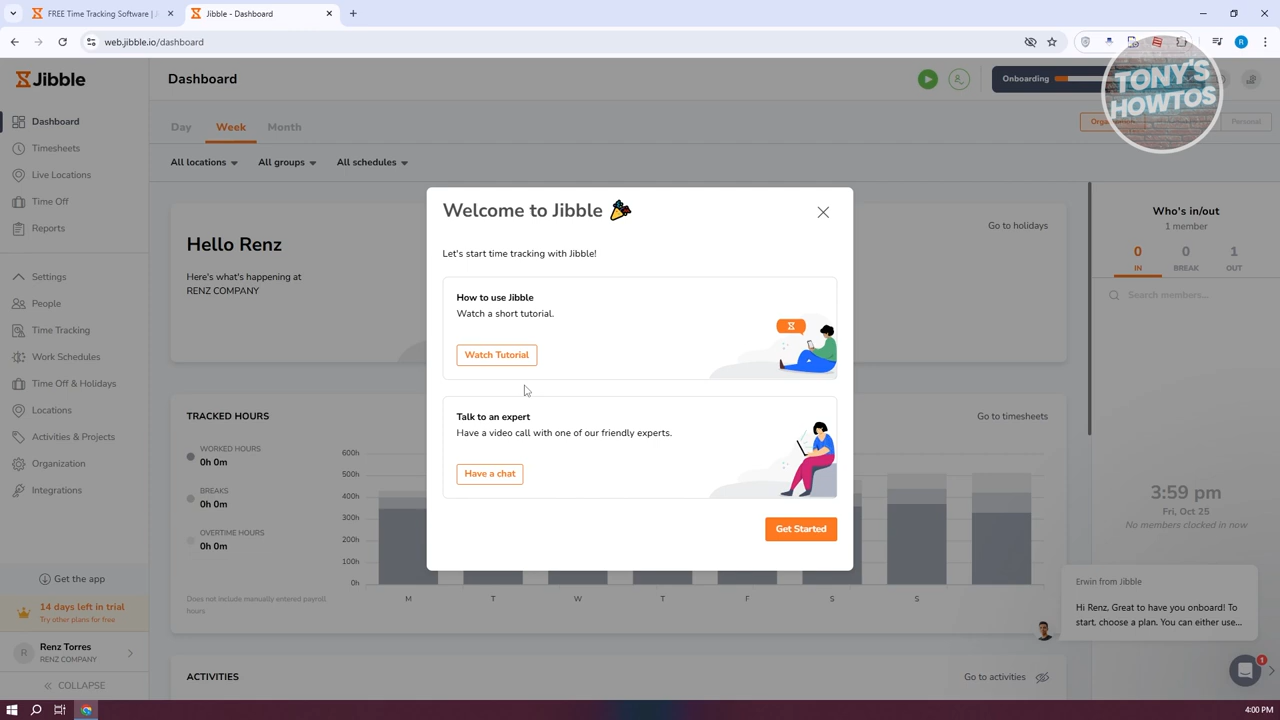 FREE Time Tracking Software | J
Jibble - Dashboard
web.jibble.io/dashboard
R
Jibble
Dashboard
Onboarding
TONY'S
HOWTOS
Dashboard
Timesheets
Live Locations
Time Off
Reports
Settings
People
Time Tracking
Work Schedules
Time Off & Holidays
Locations
Activities & Projects
Organization
Integrations
Get the app
14 days left in trial
Try other plans for free
R
Renz Torres
RENZ COMPANY
COLLAPSE
Day
Week
Month
Personal
All locations
All groups
All schedules
Hello Renz
Here's what's happening at
RENZ COMPANY
Go to holidays
TRACKED HOURS
Go to timesheets
WORKED HOURS
0h 0m
BREAKS
0h 0m
OVERTIME HOURS
0h 0m
Does not include manually entered payroll
hours
600h
500h
400h
300h
200h
100h
0h
M
T
W
T
F
S
S
ACTIVITIES
Go to activities
Welcome to Jibble
Let's start time tracking with Jibble!
How to use Jibble
Watch a short tutorial.
Watch Tutorial
Talk to an expert
Have a video call with one of our friendly experts.
Have a chat
Get Started
Who's in/out
1 member
0
IN
0
BREAK
1
OUT
Search members...
3:59 pm
Fri, Oct 25
No members clocked in now
Erwin from Jibble
Hi Renz, Great to have you onboard! To
start, choose a plan. You can either use...
1
4:00 PM